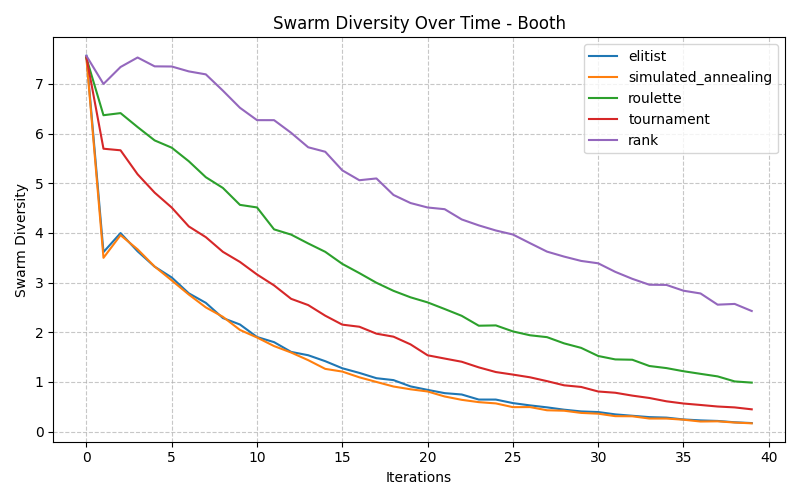 Swarm Diversity Over Time - Booth
elitist
simulated_annealing
roulette
tournament
rank
Swarm Diversity
7
6
5
4
3
2
1
0
0 5 10 15 20 25 30 35 40
Iterations